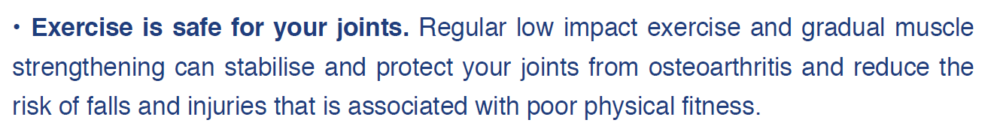 • Exercise is safe for your joints. Regular low impact exercise and gradual muscle
strengthening can stabilise and protect your joints from osteoarthritis and reduce the
risk of falls and injuries that is associated with poor physical fitness.